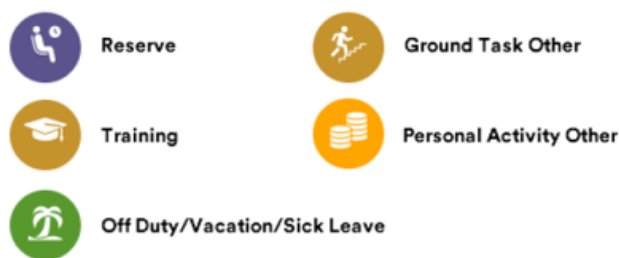 Reserve
Ground Task Other
Training
Personal Activity Other
Off Duty/Vacation/Sick Leave